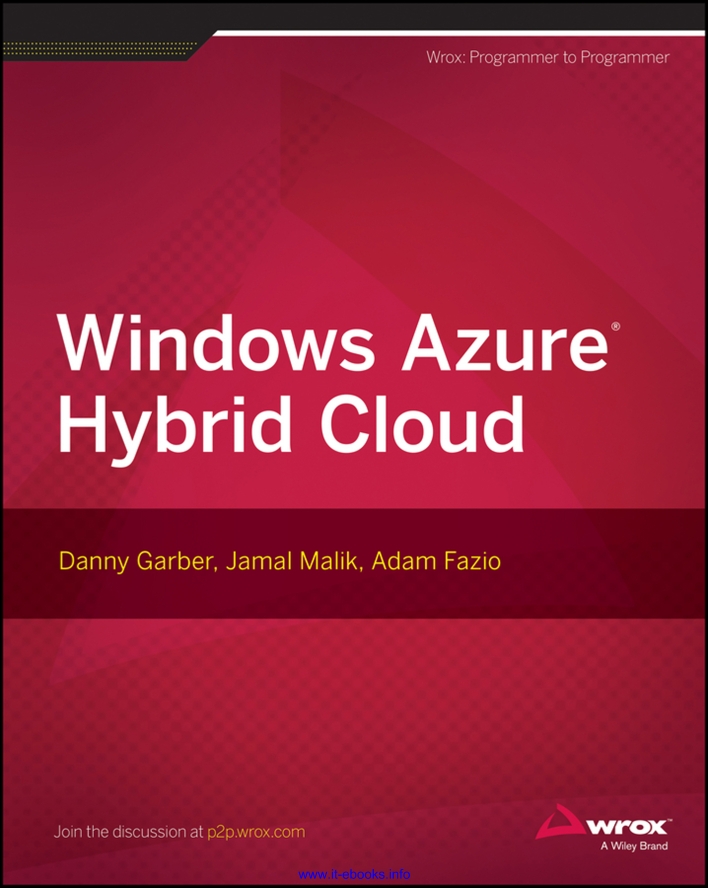 Wrox: Programmer to Programmer
Windows Azure®
Hybrid Cloud
Danny Garber, Jamal Malik, Adam Fazio
Join the discussion at p2p.wrox.com
wrox™
A Wiley Brand
www.it-ebooks.info